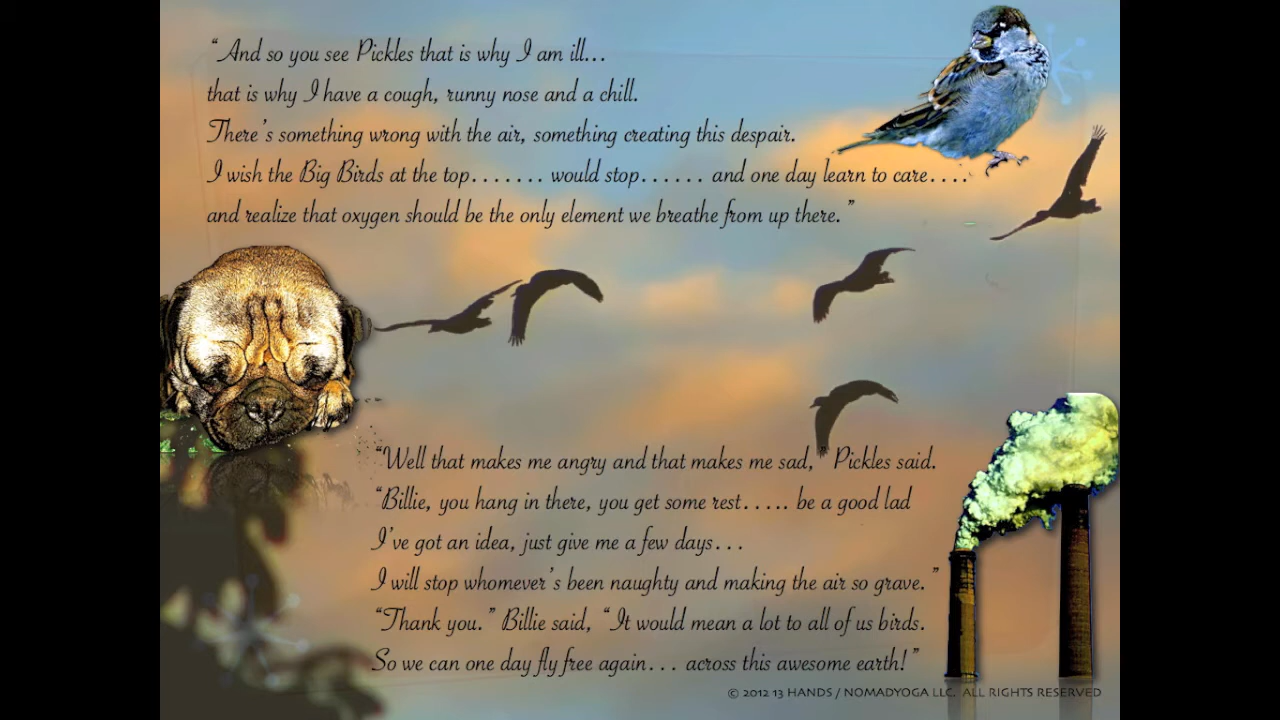 “And so you see Pickles that is why I am ill...
that is why I have a cough, runny nose and a chill.
There’s something wrong with the air, something creating this despair.
I wish the Big Birds at the top....... would stop...... and one day learn to care....
and realize that oxygen should be the only element we breathe from up there.”
“Well that makes me angry and that makes me sad,” Pickles said.
“Billie, you hang in there, you get some rest..... be a good lad
I’ve got an idea, just give me a few days...
I will stop whomever’s been naughty and making the air so grave.”
“Thank you.” Billie said, “It would mean a lot to all of us birds.
So we can one day fly free again... across this awesome earth!”
© 2012 13 HANDS / NOMADYOGA LLC. ALL RIGHTS RESERVED